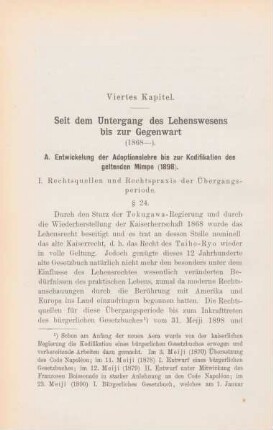 Viertes Kapitel.
Seit dem Untergang des Lehenswesens
bis zur Gegenwart
(1868—).
A. Entwickelung der Adoptionslehre bis zur Kodifikation des
geltenden Mimpo (1898).
I. Rechtsquellen und Rechtspraxis der Übergangs-
periode.
§ 24.
Durch den Sturz der Tokugawa-Regierung und durch
die Wiederherstellung der Kaiserherrschaft 1868 wurde das
Lehensrecht beseitigt und es trat an dessen Stelle nominell
das alte Kaiserrecht, d. h. das Recht des Taiho-Ryo wieder
in volle Geltung. Jedoch genügte dieses 12 Jahrhunderte
alte Gesetzbuch natürlich nicht mehr den besonders unter dem
Einflusse des Lehensrechtes wesentlich veränderten Be-
dürfnissen des praktischen Lebens, zumal da moderne Rechts-
anschauungen durch die Berührung mit Amerika und
Europa ins Land einzudringen begonnen hatten. Die Rechts-
quellen für diese Übergangsperiode bis zum Inkrafttreten
des bürgerlichen Gesetzbuches¹) vom 31. Meiji 1898 und
¹) Schon am Anfang der neuen Aera wurde von der kaiserlichen
Regierung die Kodifikation eines bürgerlichen Gesetzbuches erwogen und
vorbereitende Arbeiten dazu gemacht. Im 3. Meiji (1870) Übersetzung
des Code Napoléon; im 11. Meiji (1878) I. Entwurf eines bürgerlichen
Gesetzbuches; im 12. Meiji (1879) II. Entwurf unter Mitwirkung des
Franzosen Boissonade in starker Anlehnung an den Code Napoléon; im
23. Meiji (1890) I. Bürgerliches Gesetzbuch, welches am 1. Januar